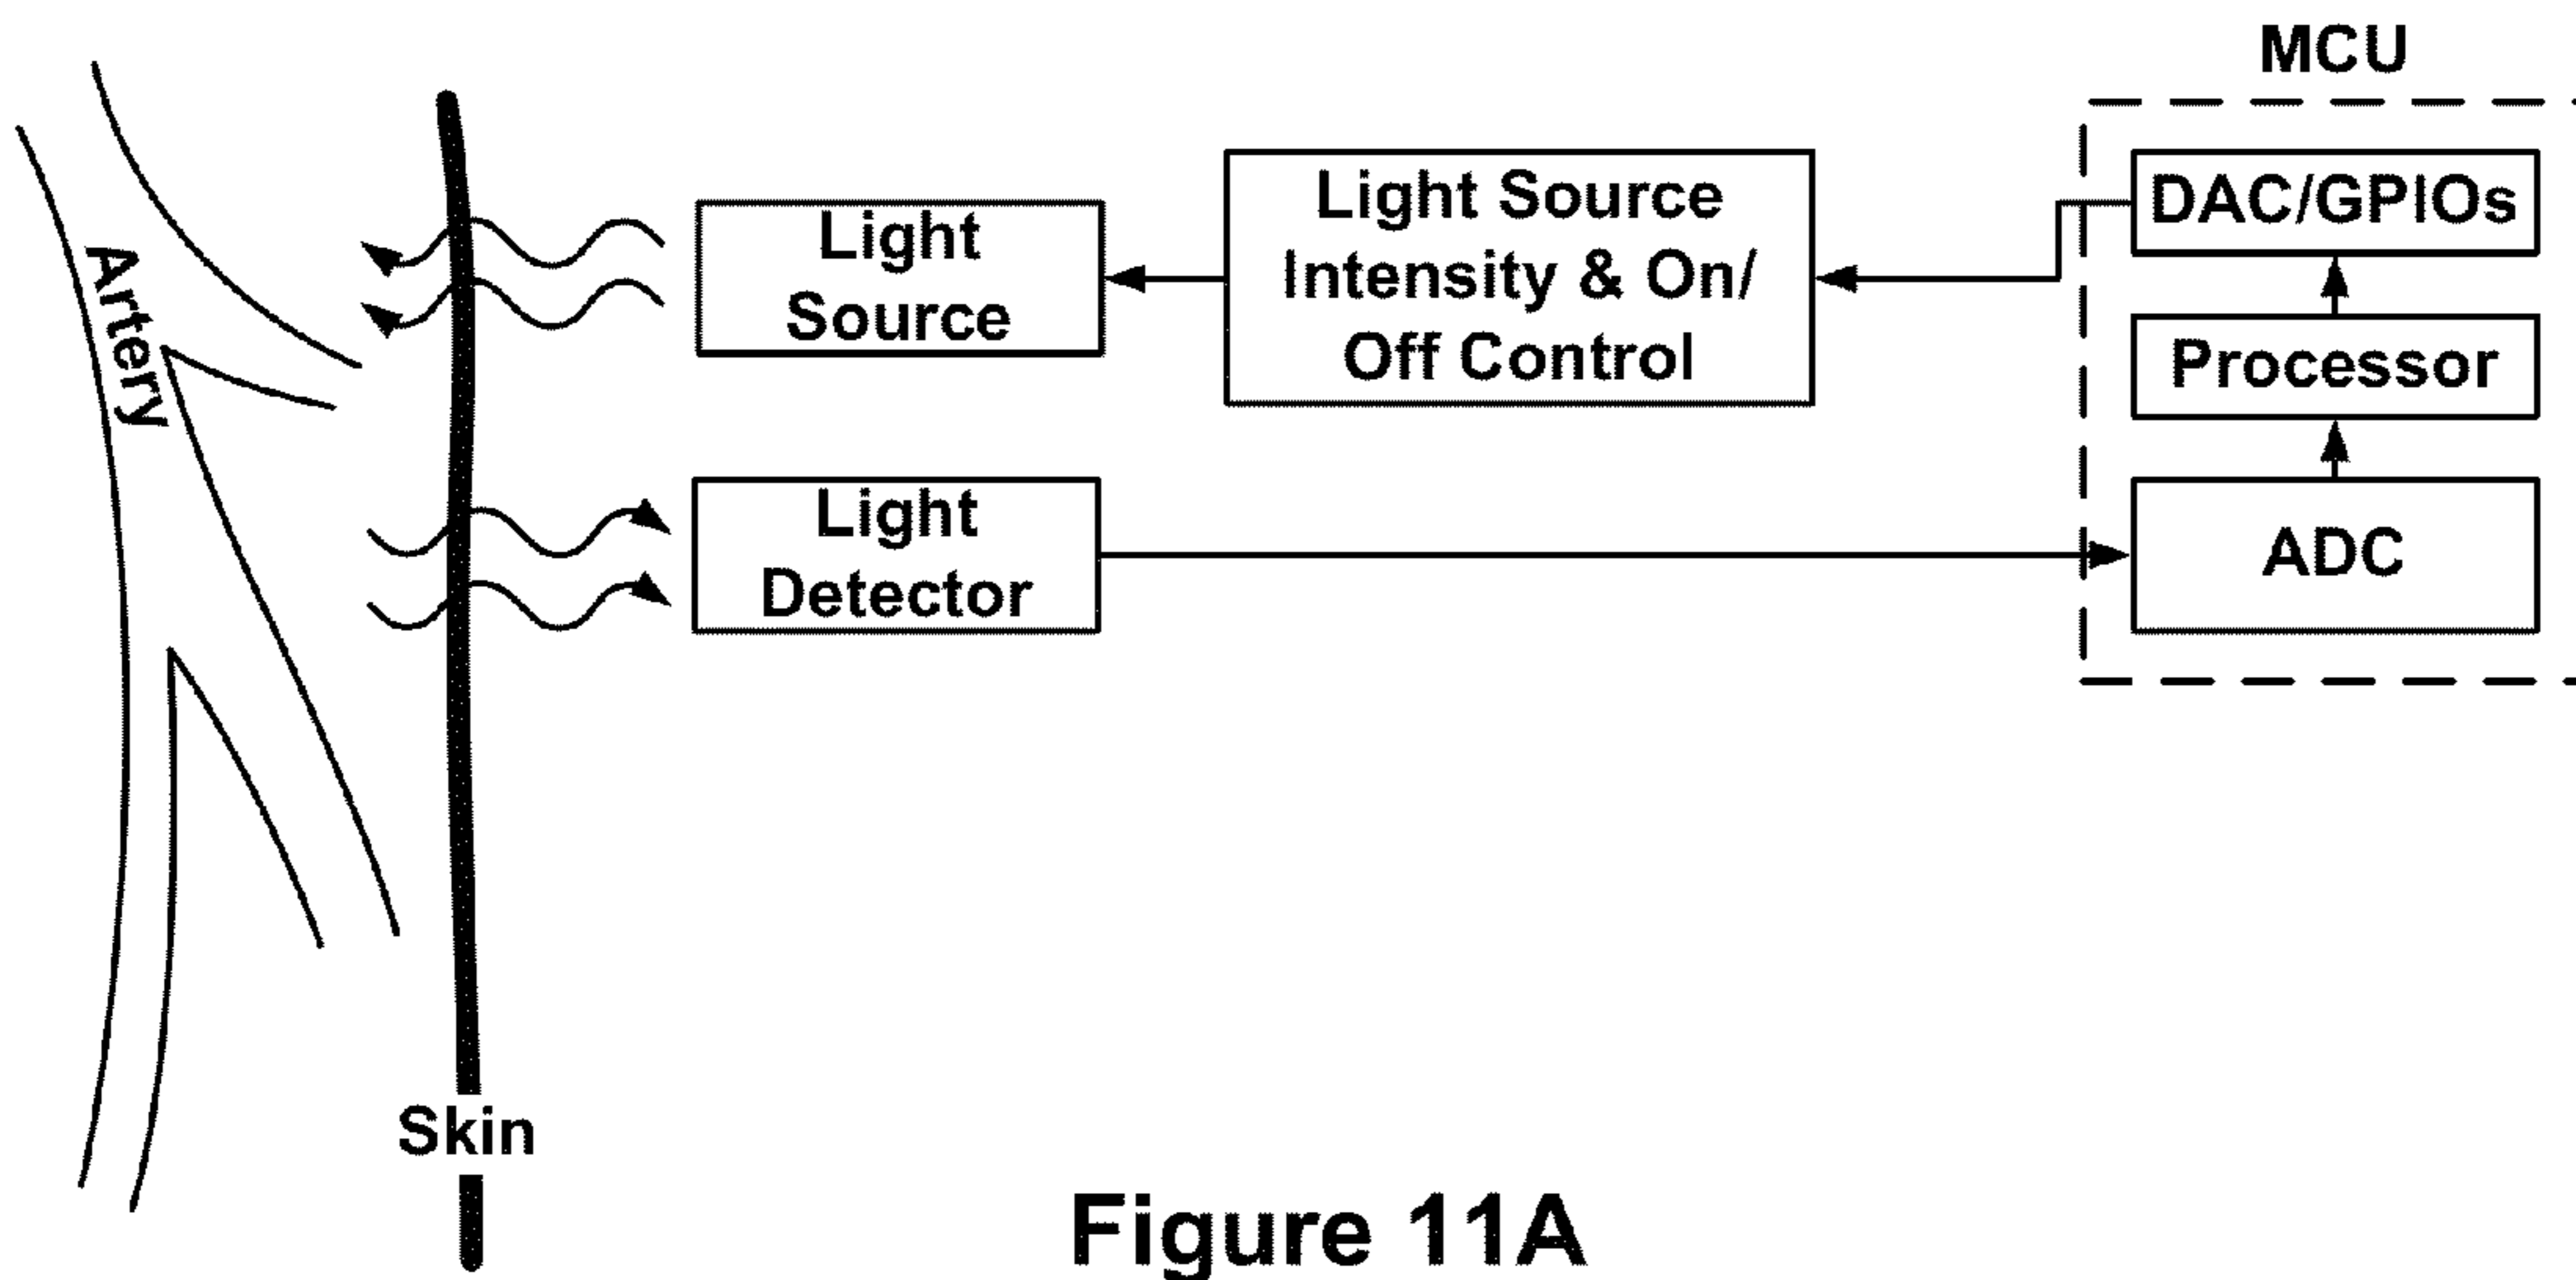 MCU
Light Source
Intensity & On/
Off Control
DAC/GPIOs
Light
Source
Processor
Artery
Light
Detector
ADC
Skin
Figure 11A